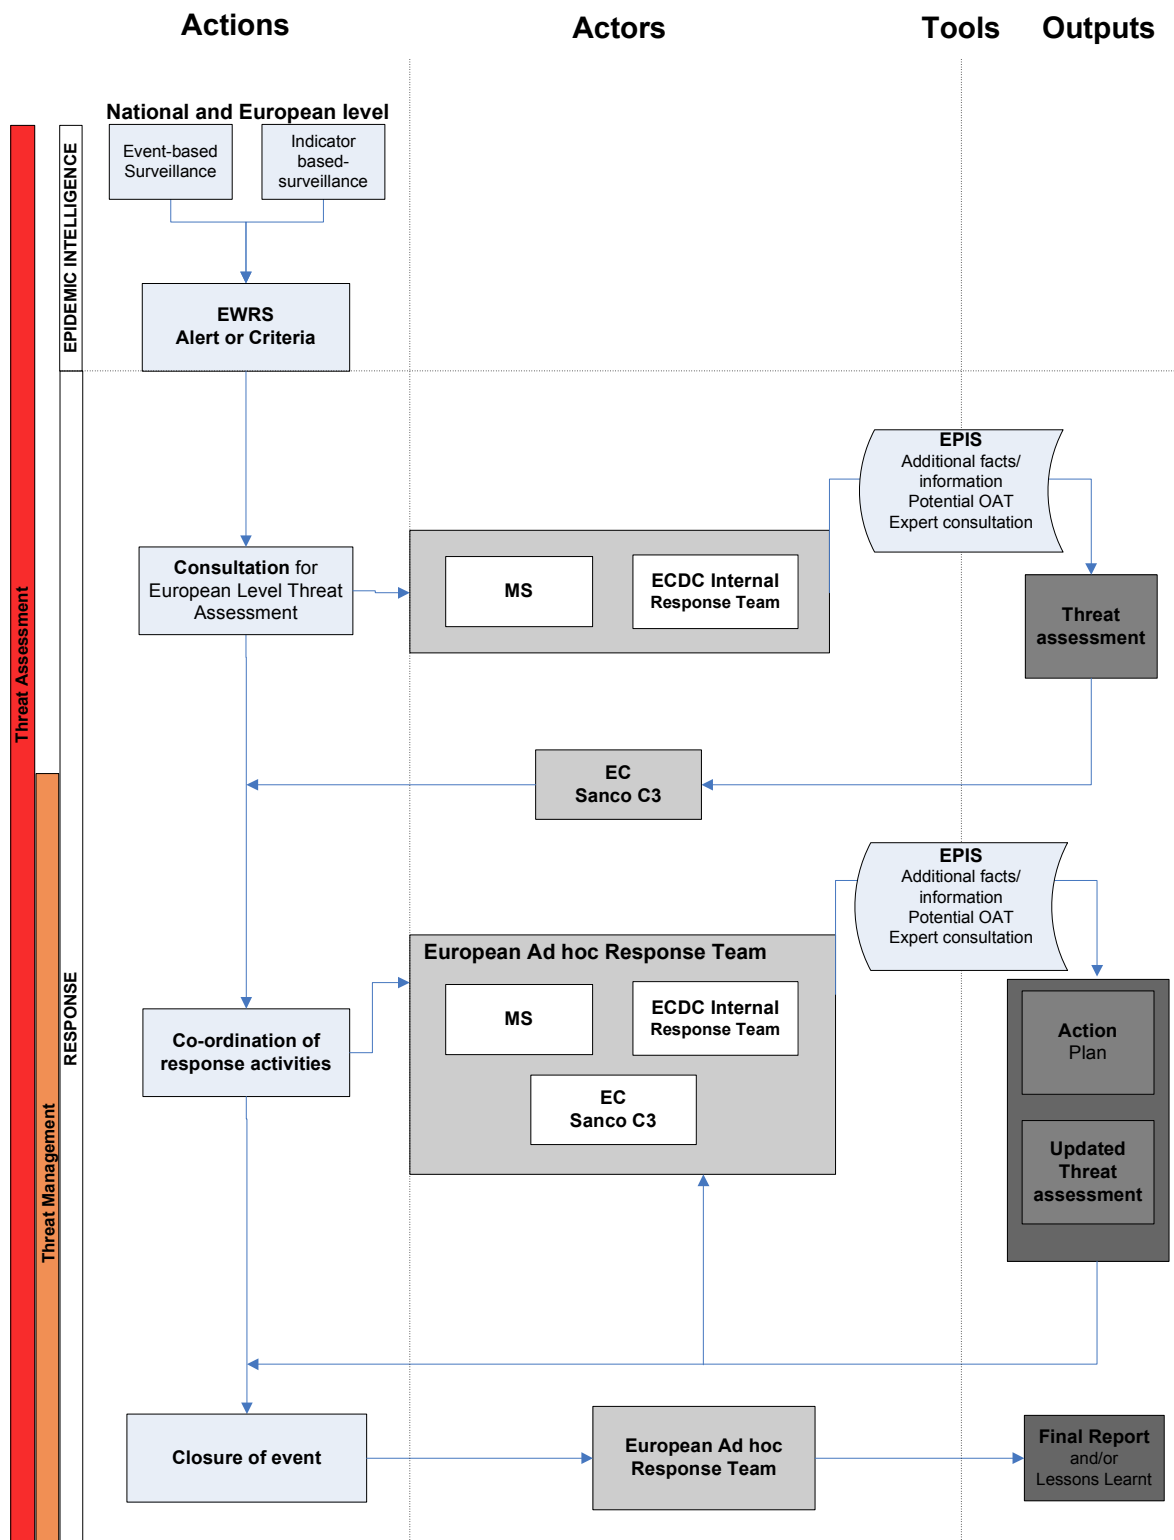 Actions
Actors
Tools
Outputs
National and European level
Event-based
Surveillance
Indicator
based-
surveillance
EPIDEMIC INTELLIGENCE
EWRS
Alert or Criteria
EPIS
Additional facts/
information
Potential OAT
Expert consultation
Consultation for
European Level Threat
Assessment
MS
ECDC Internal
Response Team
Threat
assessment
Threat Assessment
EC
Sanco C3
EPIS
Additional facts/
information
Potential OAT
Expert consultation
European Ad hoc Response Team
MS
ECDC Internal
Response Team
EC
Sanco C3
RESPONSE
Co-ordination of
response activities
Action
Plan
Updated
Threat
assessment
Threat Management
Closure of event
European Ad hoc
Response Team
Final Report
and/or
Lessons Learnt